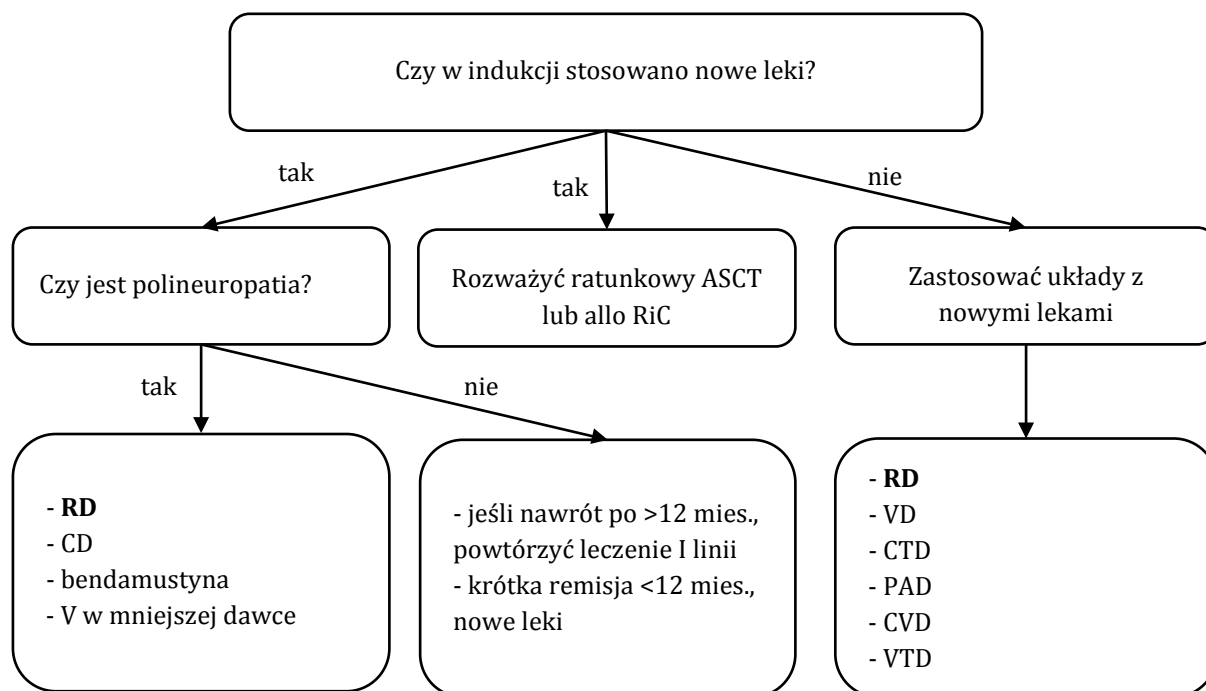 Czy w indukcji stosowano nowe leki?
tak
tak
nie
Czy jest polineuropatia?
Rozważyć ratunkowy ASCT
lub allo RiC
Zastosować układy z
nowymi lekami
tak
nie
- RD
- CD
- bendamustyna
- V w mniejszej dawce
- jeśli nawrót po >12 mies.,
powtórzyć leczenie I linii
- krótka remisja <12 mies.,
nowe leki
- RD
- VD
- CTD
- PAD
- CVD
- VTD